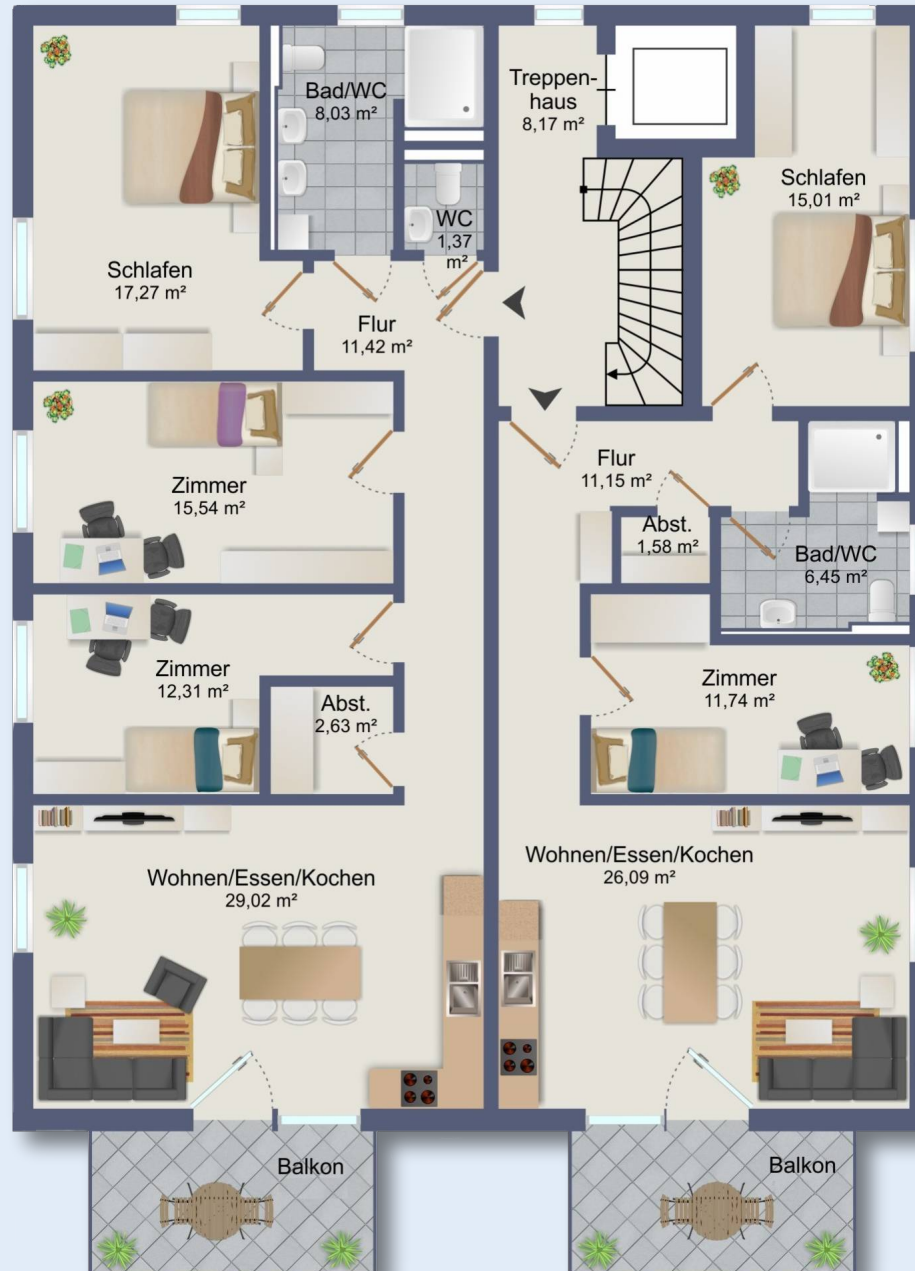 Bad/WC
8,03 m²
Treppen-
haus
8,17 m²
Schlafen
15,01 m²
WC
1,37
m²
Schlafen
17,27 m²
Flur
11,42 m²
Zimmer
15,54 m²
Flur
11,15 m²
Abst.
1,58 m²
Bad/WC
6,45 m²
Zimmer
12,31 m²
Abst.
2,63 m²
Zimmer
11,74 m²
Wohnen/Essen/Kochen
29,02 m²
Wohnen/Essen/Kochen
26,09 m²
Balkon
Balkon